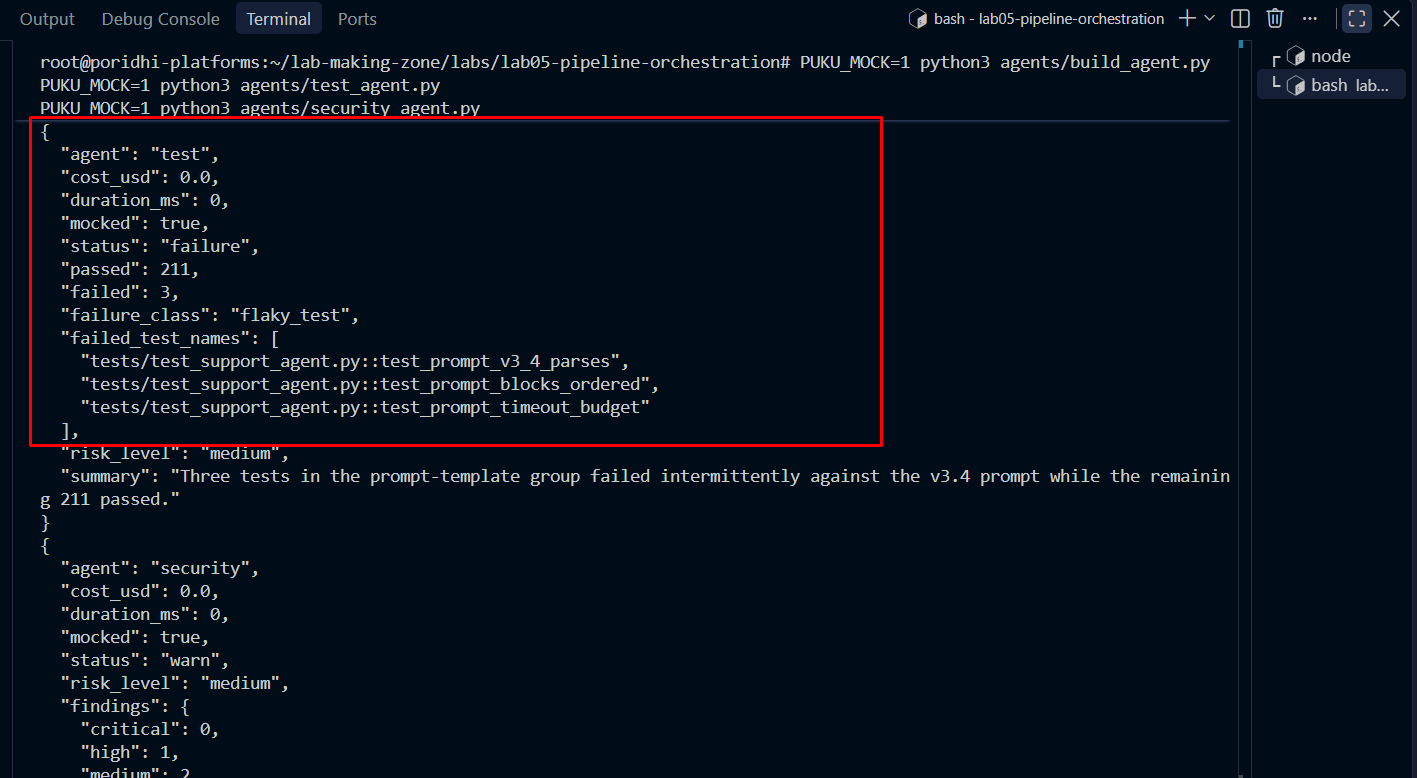 Output Debug Console Terminal Ports
bash - lab05-pipeline-orchestration
node
bash lab...
root@poridhi-platforms:~/lab-making-zone/labs/lab05-pipeline-orchestration# PUKU_MOCK=1 python3 agents/build_agent.py
PUKU_MOCK=1 python3 agents/test_agent.py
PUKU_MOCK=1 python3 agents/security_agent.py
{
  "agent": "test",
  "cost_usd": 0.0,
  "duration_ms": 0,
  "mocked": true,
  "status": "failure",
  "passed": 211,
  "failed": 3,
  "failure_class": "flaky_test",
  "failed_test_names": [
    "tests/test_support_agent.py::test_prompt_v3_4_parses",
    "tests/test_support_agent.py::test_prompt_blocks_ordered",
    "tests/test_support_agent.py::test_prompt_timeout_budget"
  ],
  "risk_level": "medium",
  "summary": "Three tests in the prompt-template group failed intermittently against the v3.4 prompt while the remainin
g 211 passed."
}
{
  "agent": "security",
  "cost_usd": 0.0,
  "duration_ms": 0,
  "mocked": true,
  "status": "warn",
  "risk_level": "medium",
  "findings": {
    "critical": 0,
    "high": 1,
    "medium": 2